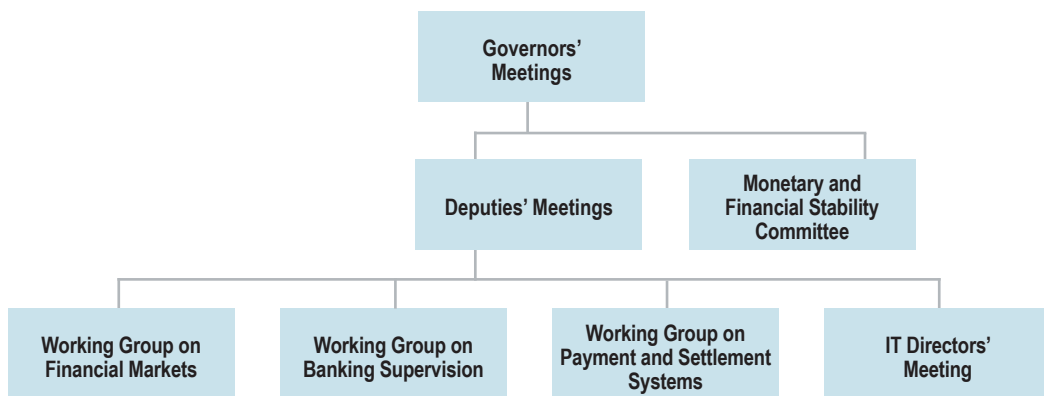 Governors’
Meetings
Deputies’ Meetings
Monetary and
Financial Stability
Committee
Working Group on
Financial Markets
Working Group on
Banking Supervision
Working Group on
Payment and Settlement
Systems
IT Directors’
Meeting